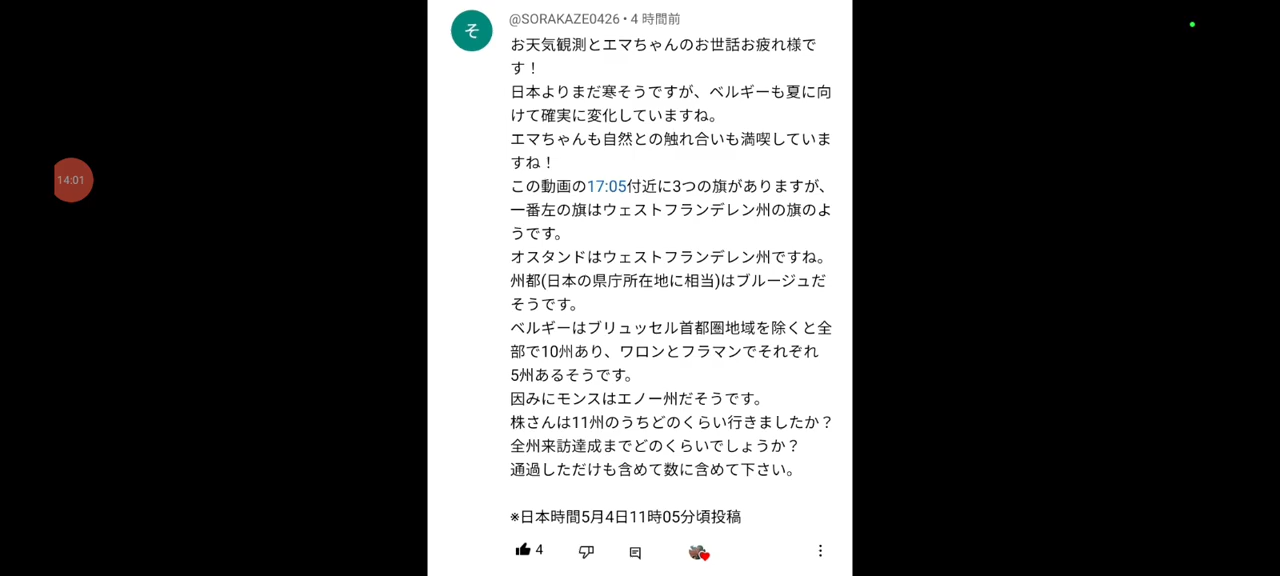 そ
@SORAKAZE0426 • 4 時間前
お天気観測とエマちゃんのお世話お疲れ様で
す！
日本よりまだ寒そうですが、ベルギーも夏に向
けて確実に変化していますね。
エマちゃんも自然との触れ合いも満喫していま
すね！
14:01
この動画の17:05付近に3つの旗がありますが、
一番左の旗はウェストフランデレン州の旗のよ
うです。
オスタンドはウェストフランデレン州ですね。
州都(日本の県庁所在地に相当)はブルージュだ
そうです。
ベルギーはブリュッセル首都圏地域を除くと全
部で10州あり、ワロンとフラマンでそれぞれ
5州あるそうです。
因みにモンスはエノー州だそうです。
株さんは11州のうちどのくらい行きましたか？
全州来訪達成までどのくらいでしょうか？
通過しただけも含めて数に含めて下さい。
※日本時間5月4日11時05分頃投稿
4